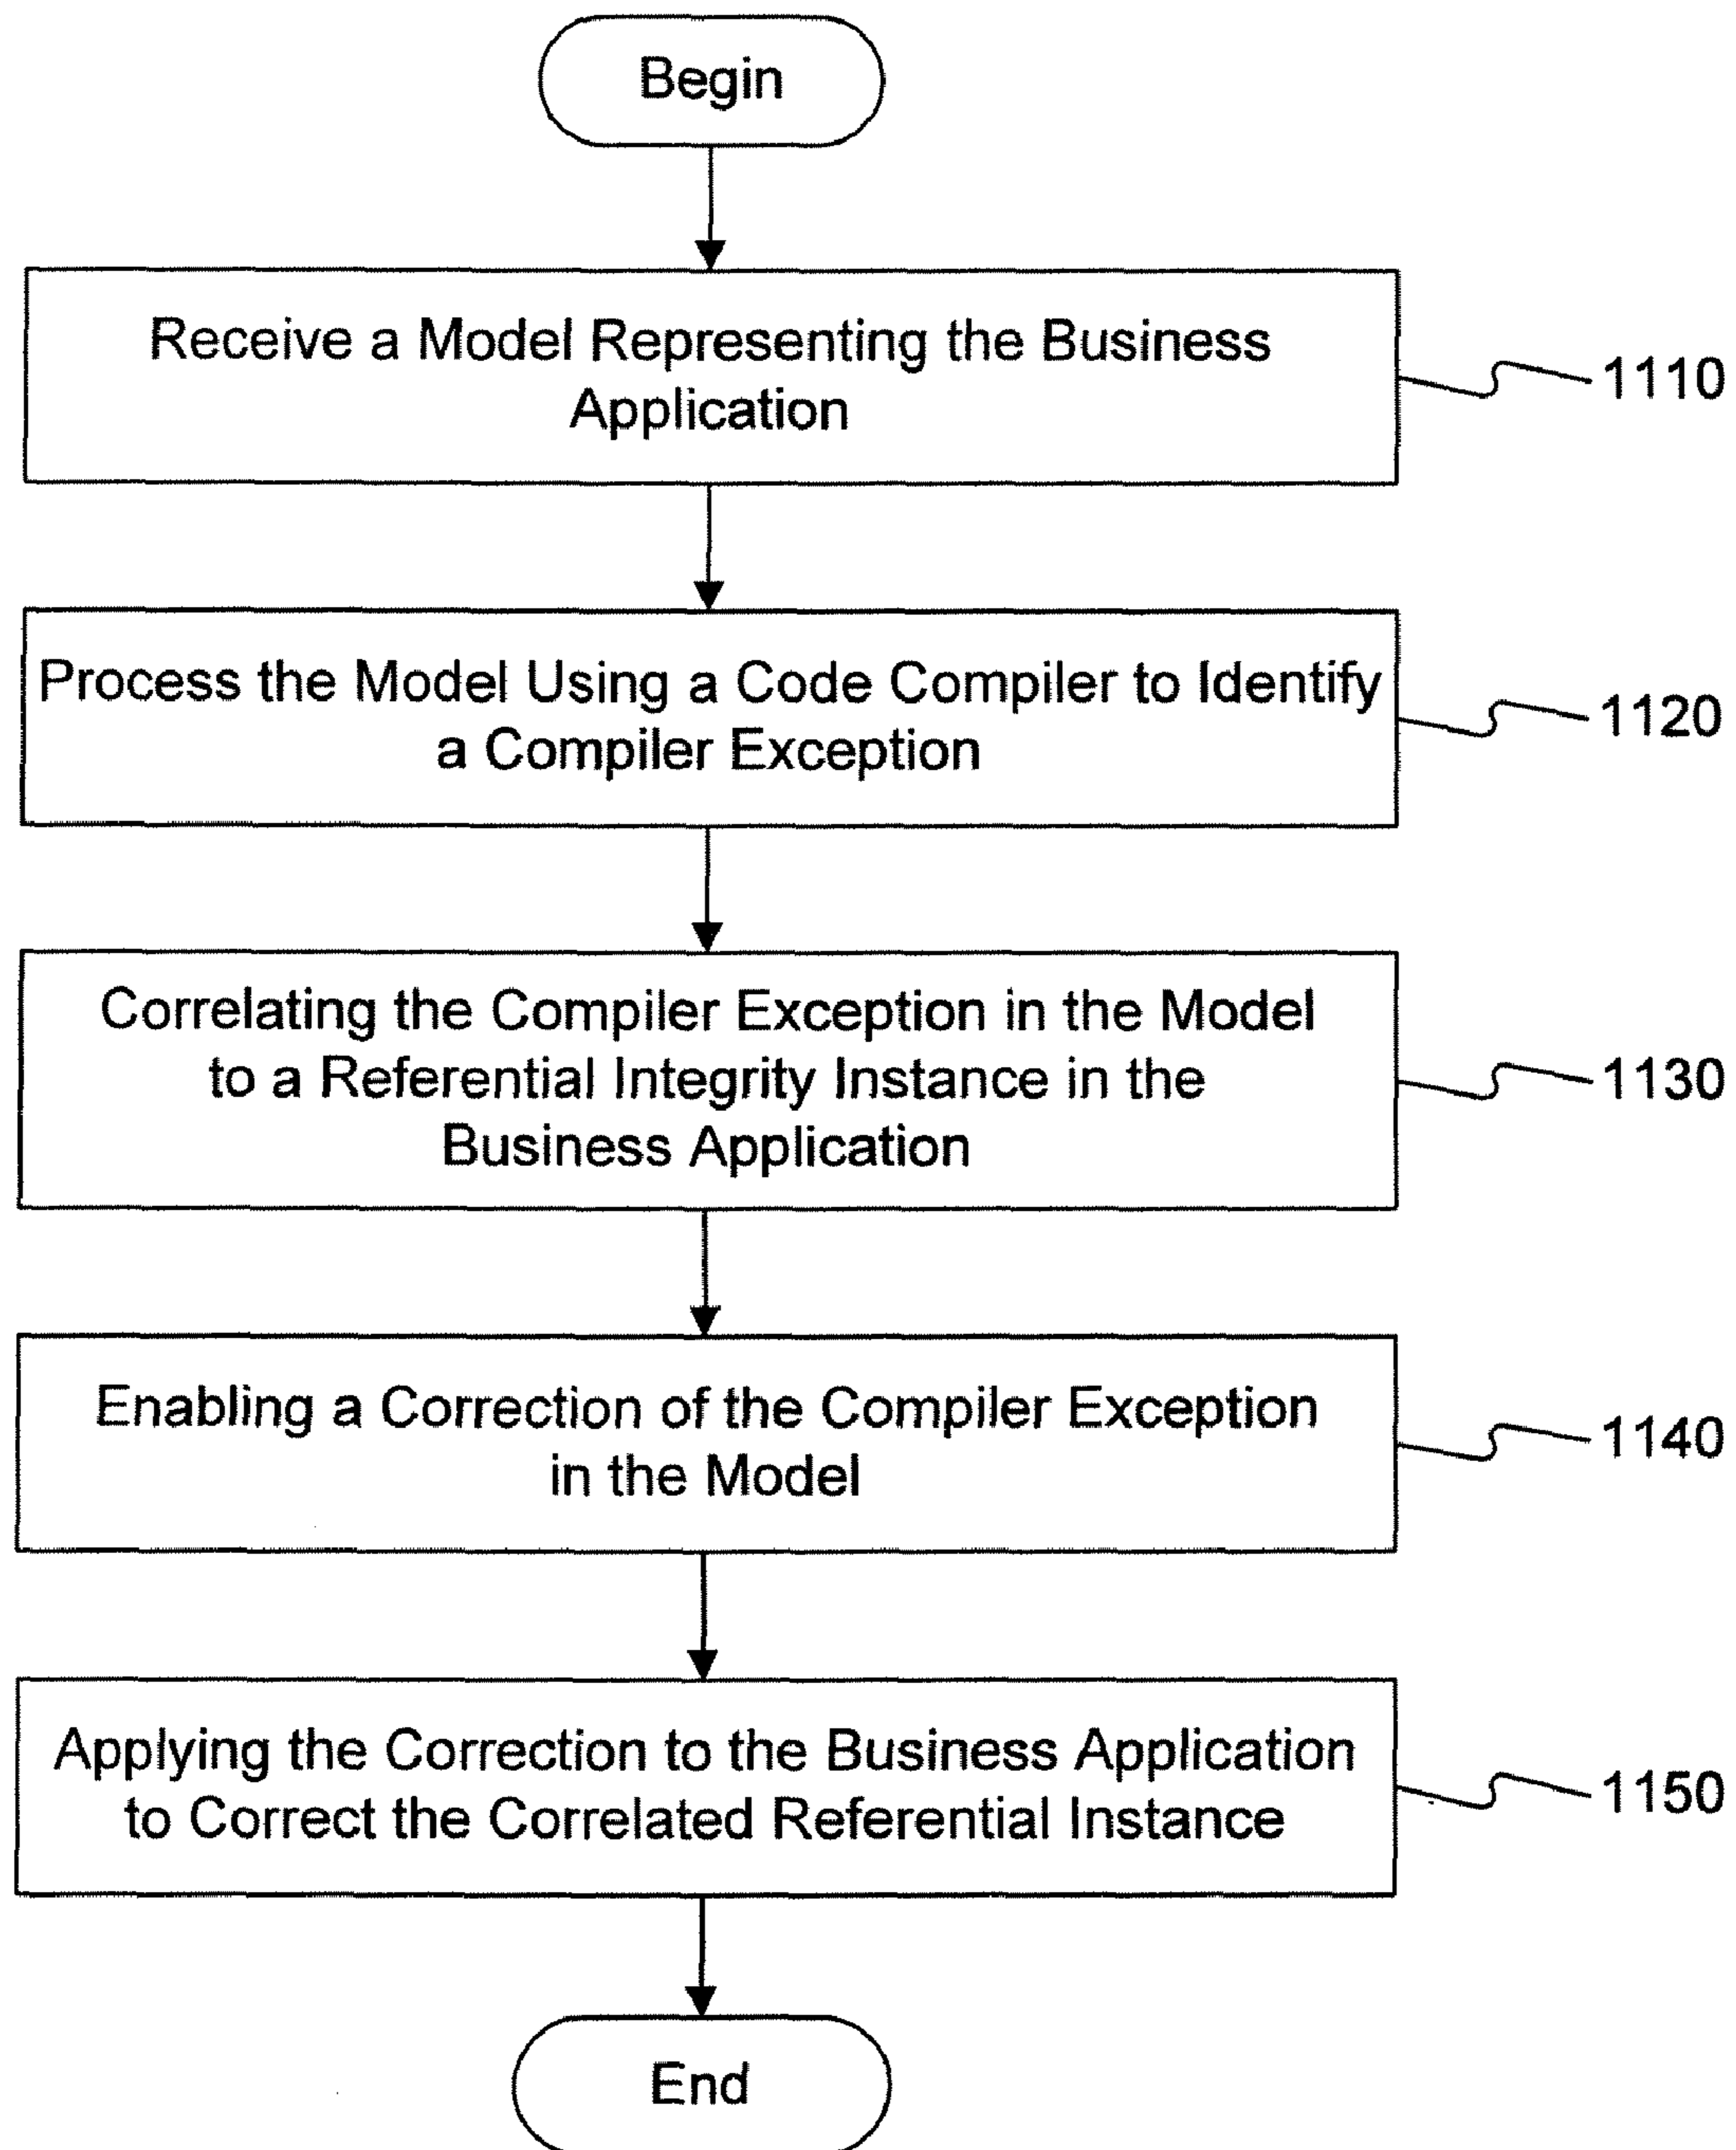 Begin
Receive a Model Representing the Business
Application
1110
Process the Model Using a Code Compiler to Identify
a Compiler Exception
1120
Correlating the Compiler Exception in the Model
to a Referential Integrity Instance in the
Business Application
1130
Enabling a Correction of the Compiler Exception
in the Model
1140
Applying the Correction to the Business Application
to Correct the Correlated Referential Instance
1150
End